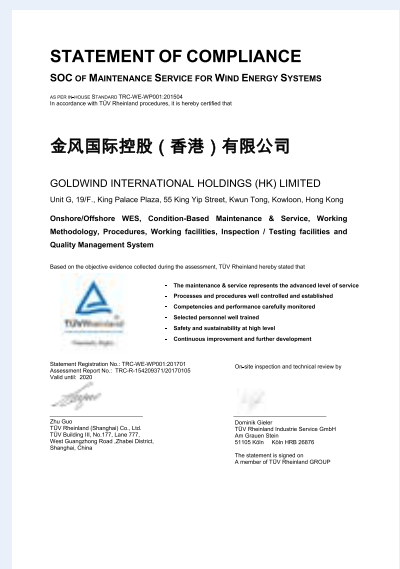 STATEMENT OF COMPLIANCE
SOC OF MAINTENANCE SERVICE FOR WIND ENERGY SYSTEMS
AS PER IN-HOUSE STANDARD TRC-WE-WP001:201504
In accordance with TÜV Rheinland procedures, it is hereby certified that
金风国际控股（香港）有限公司
GOLDWIND INTERNATIONAL HOLDINGS (HK) LIMITED
Unit G, 19/F., King Palace Plaza, 55 King Yip Street, Kwun Tong, Kowloon, Hong Kong
Onshore/Offshore WES, Condition-Based Maintenance & Service, Working
Methodology, Procedures, Working facilities, Inspection / Testing facilities and
Quality Management System
Based on the objective evidence collected during the assessment, TÜV Rheinland hereby stated that
- The maintenance & service represents the advanced level of service
- Processes and procedures well controlled and established
- Competencies and performance carefully monitored
- Selected personnel well trained
- Safety and sustainability at high level
- Continuous improvement and further development
TÜVRheinland
Precisely Right.
Statement Registration No.: TRC-WE-WP001:201701
Assessment Report No.: TRC-R-154209371/20170105
Valid until: 2020
On-site inspection and technical review by
Zhu Guo
TÜV Rheinland (Shanghai) Co., Ltd.
TÜV Building III, No.177, Lane 777,
West Guangzhong Road ,Zhabei District,
Shanghai, China
Dominik Gieler
TÜV Rheinland Industrie Service GmbH
Am Grauen Stein
51105 Köln Köln HRB 26876
The statement is signed on
A member of TÜV Rheinland GROUP